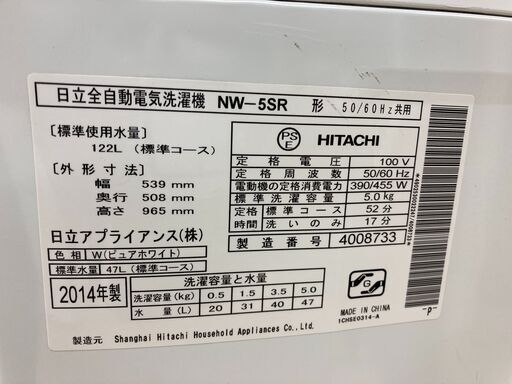 日立全自動電気洗濯機 NW-5SR 形 50/60Hz共用
〔標準使用水量〕
122L (標準コース)
〔外形寸法〕
幅 539 mm
奥行 508 mm
高さ 965 mm
日立アプライアンス(株)
色相 W(ピュアホワイト)
標準水量 47L(標準コース)
2014年製
PS
E
HITACHI
定格電圧 100 V
定格周波数 50/60 Hz
電動機の定格消費電力 390/455 W
標準洗濯容量 5.0kg
定格時間 標準コース 52分
洗いのみ 17分
製造番号 4008733
洗濯容量と水量
洗濯容量(kg) 0.5 1.5 3.5 5.0
水量(L) 20 31 40 47
G
MADE IN CHINA
1CHSE0314-A
-P-
製造元 Shanghai Hitachi Household Appliances Co., Ltd.